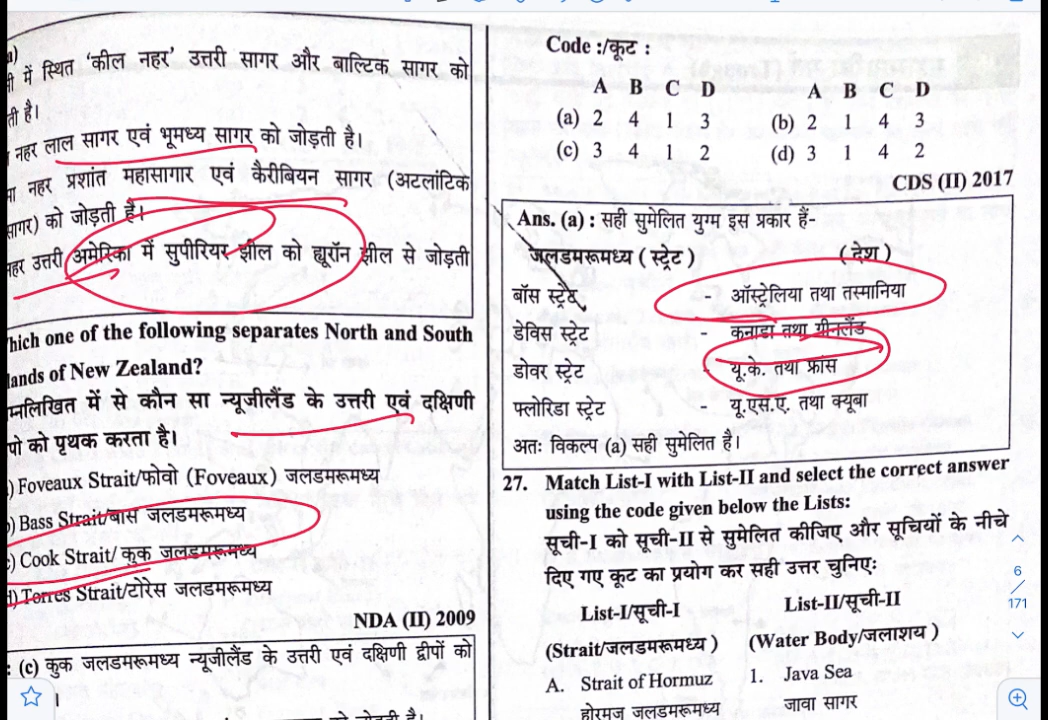 में स्थित ‘कील नहर’ उत्तरी सागर और बाल्टिक सागर को
ती है।
नहर लाल सागर एवं भूमध्य सागर को जोड़ती है।
नहर प्रशांत महासागार एवं कैरीबियन सागर (अटलांटिक
सागर) को जोड़ती है।
नहर उत्तरी अमेरिका में सुपीरियर झील को ह्यूरॉन झील से जोड़ती
hich one of the following separates North and South
lands of New Zealand?
म्नलिखित में से कौन सा न्यूजीलैंड के उत्तरी एवं दक्षिणी
पों को पृथक करता है।
) Foveaux Strait/फोवो (Foveaux) जलडमरूमध्य
) Bass Strait/बास जलडमरूमध्य
) Cook Strait/ कुक जलडमरूमध्य
) Torres Strait/टोरेस जलडमरूमध्य
NDA (II) 2009
: (c) कुक जलडमरूमध्य न्यूजीलैंड के उत्तरी एवं दक्षिणी द्वीपों को
Code :/कूट :
A B C D A B C D
(a) 2 4 1 3 (b) 2 1 4 3
(c) 3 4 1 2 (d) 3 1 4 2
CDS (II) 2017
Ans. (a) : सही सुमेलित युग्म इस प्रकार हैं-
जलडमरूमध्य ( स्ट्रेट ) ( देश )
बॉस स्ट्रेट - ऑस्ट्रेलिया तथा तस्मानिया
डेविस स्ट्रेट - कनाडा तथा ग्रीनलैंड
डोवर स्ट्रेट - यू.के. तथा फ्रांस
फ्लोरिडा स्ट्रेट - यू.एस.ए. तथा क्यूबा
अतः विकल्प (a) सही सुमेलित है।
27. Match List-I with List-II and select the correct answer
using the code given below the Lists:
सूची-I को सूची-II से सुमेलित कीजिए और सूचियों के नीचे
दिए गए कूट का प्रयोग कर सही उत्तर चुनिए:
List-I/सूची-I List-II/सूची-II
(Strait/जलडमरूमध्य ) (Water Body/जलाशय )
A. Strait of Hormuz 1. Java Sea
होरमुज जलडमरूमध्य जावा सागर
6
171